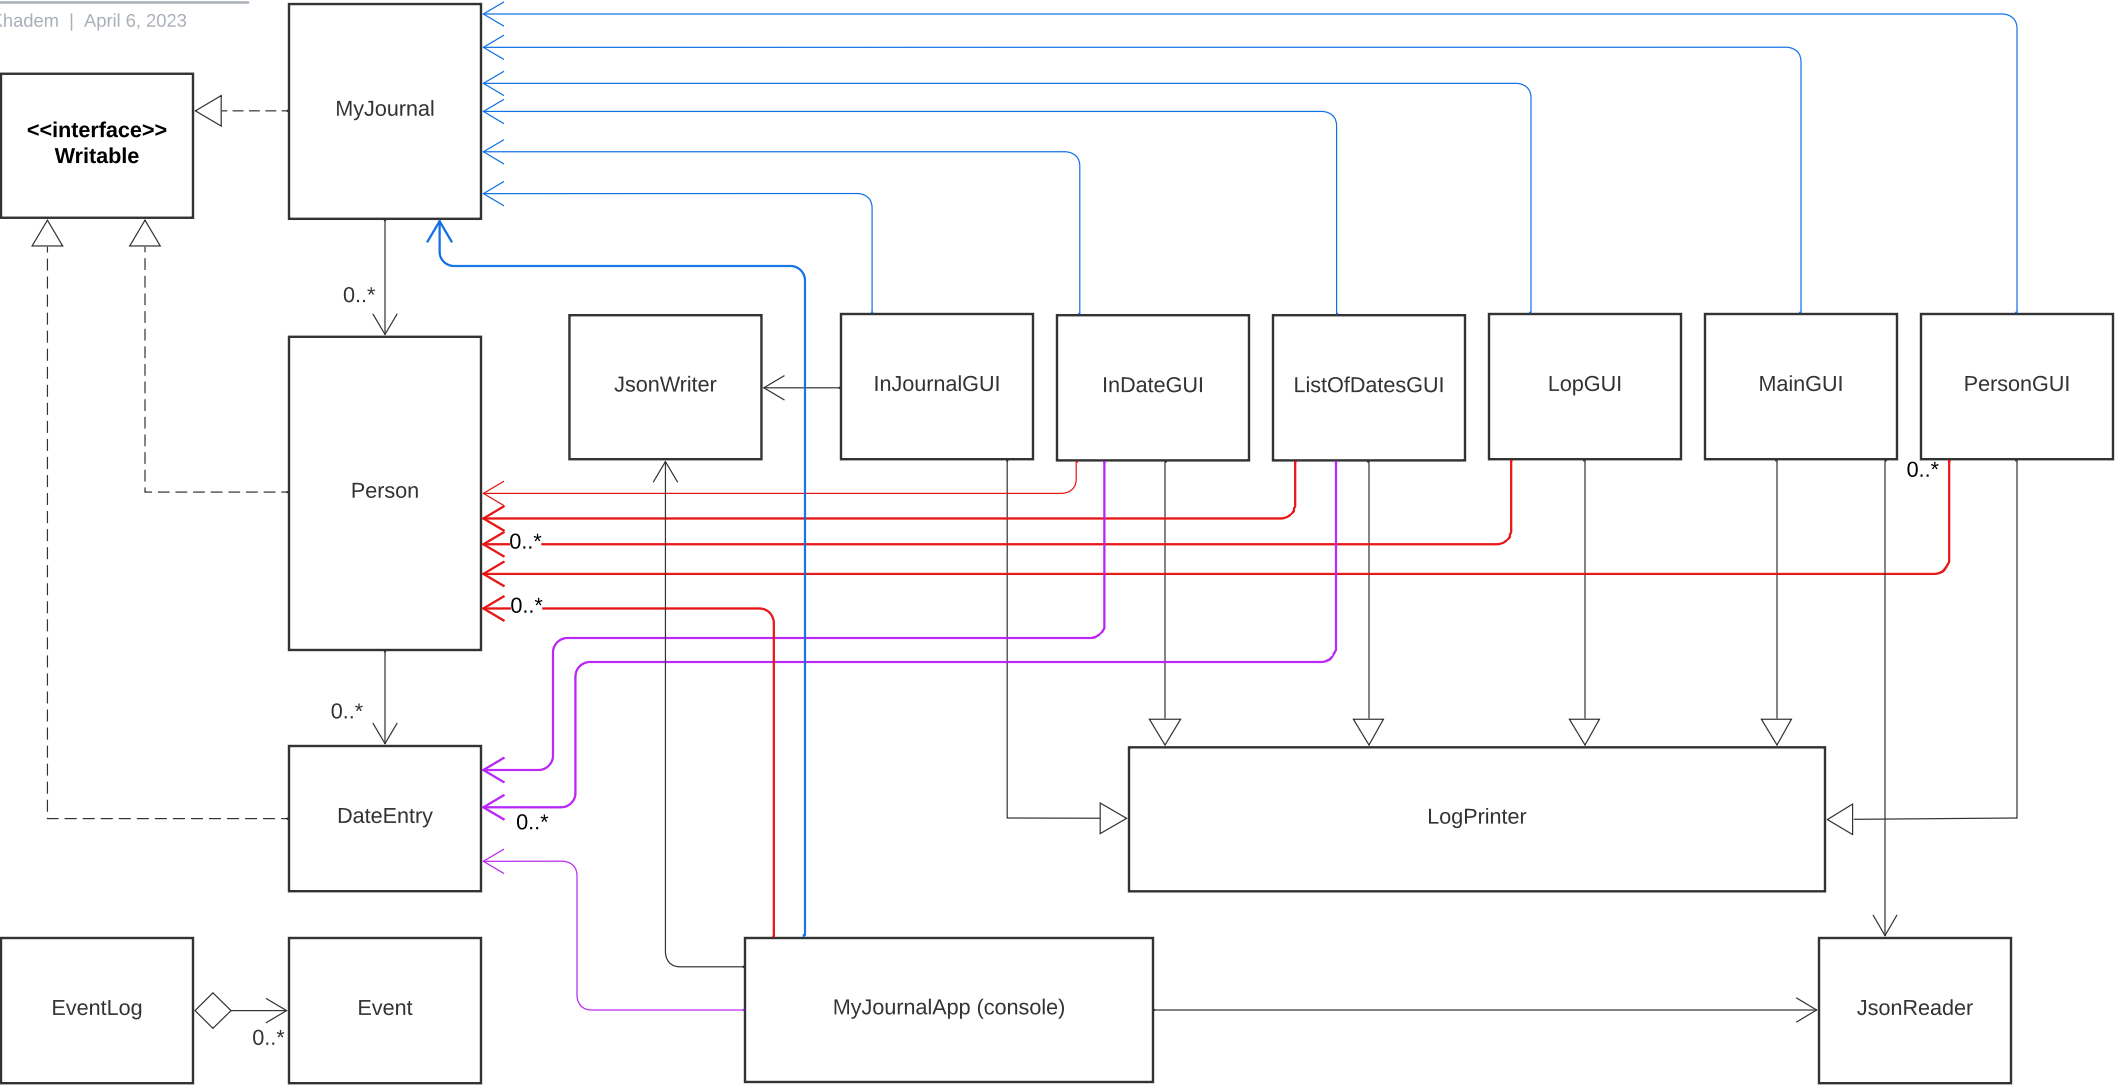 Khadem | April 6, 2023
MyJournal
<<interface>>
Writable
0..*
JsonWriter
InJournalGUI
InDateGUI
ListOfDatesGUI
LopGUI
MainGUI
PersonGUI
0..*
Person
0..*
0..*
0..*
DateEntry
0..*
LogPrinter
EventLog
0..*
Event
MyJournalApp (console)
JsonReader